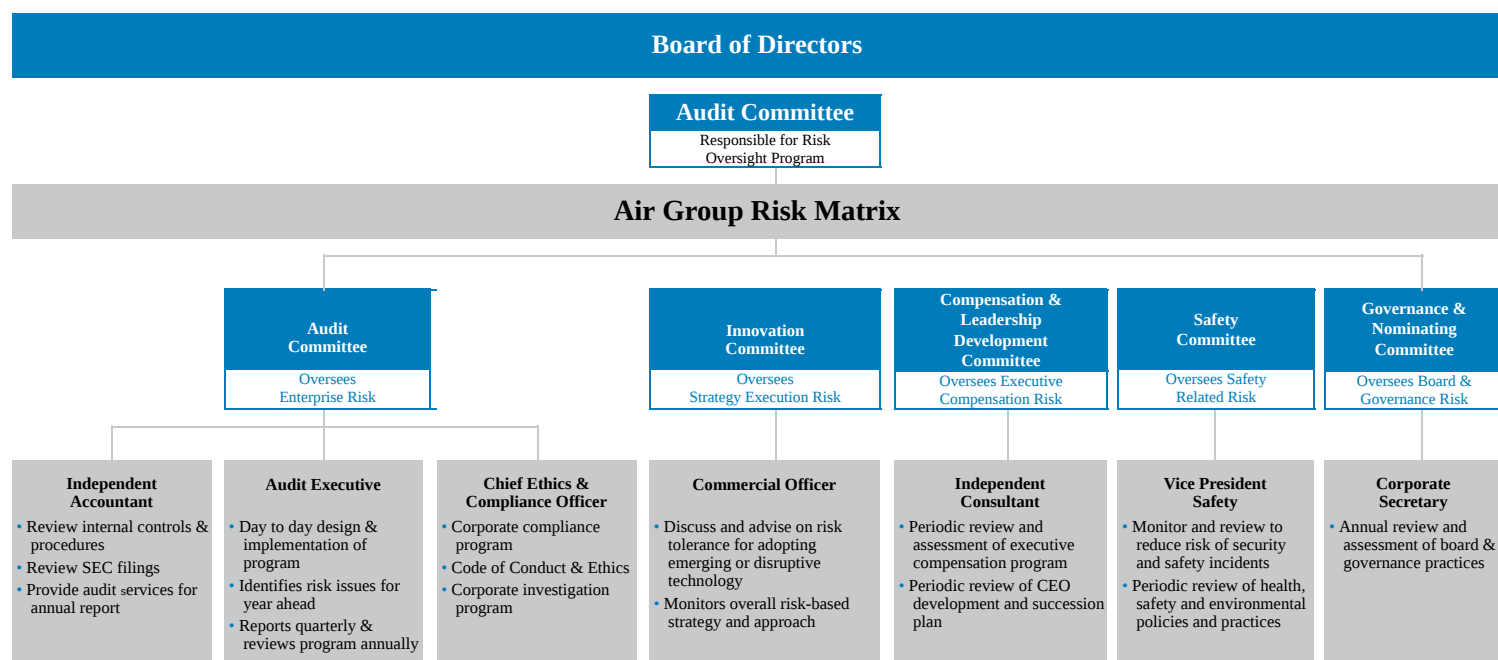 Board of Directors
Audit Committee
Responsible for Risk
Oversight Program
Air Group Risk Matrix
Audit
Committee
Oversees
Enterprise Risk
Innovation
Committee
Oversees
Strategy Execution Risk
Compensation &
Leadership
Development
Committee
Oversees Executive
Compensation Risk
Safety
Committee
Oversees Safety
Related Risk
Governance &
Nominating
Committee
Oversees Board &
Governance Risk
Independent
Accountant
• Review internal controls &
procedures
• Review SEC filings
• Provide audit services for
annual report
Audit Executive
• Day to day design &
implementation of
program
• Identifies risk issues for
year ahead
• Reports quarterly &
reviews program annually
Chief Ethics &
Compliance Officer
• Corporate compliance
program
• Code of Conduct & Ethics
• Corporate investigation
program
Commercial Officer
• Discuss and advise on risk
tolerance for adopting
emerging or disruptive
technology
• Monitors overall risk-based
strategy and approach
Independent
Consultant
• Periodic review and
assessment of executive
compensation program
• Periodic review of CEO
development and succession
plan
Vice President
Safety
• Monitor and review to
reduce risk of security
and safety incidents
• Periodic review of health,
safety and environmental
policies and practices
Corporate
Secretary
• Annual review and
assessment of board &
governance practices